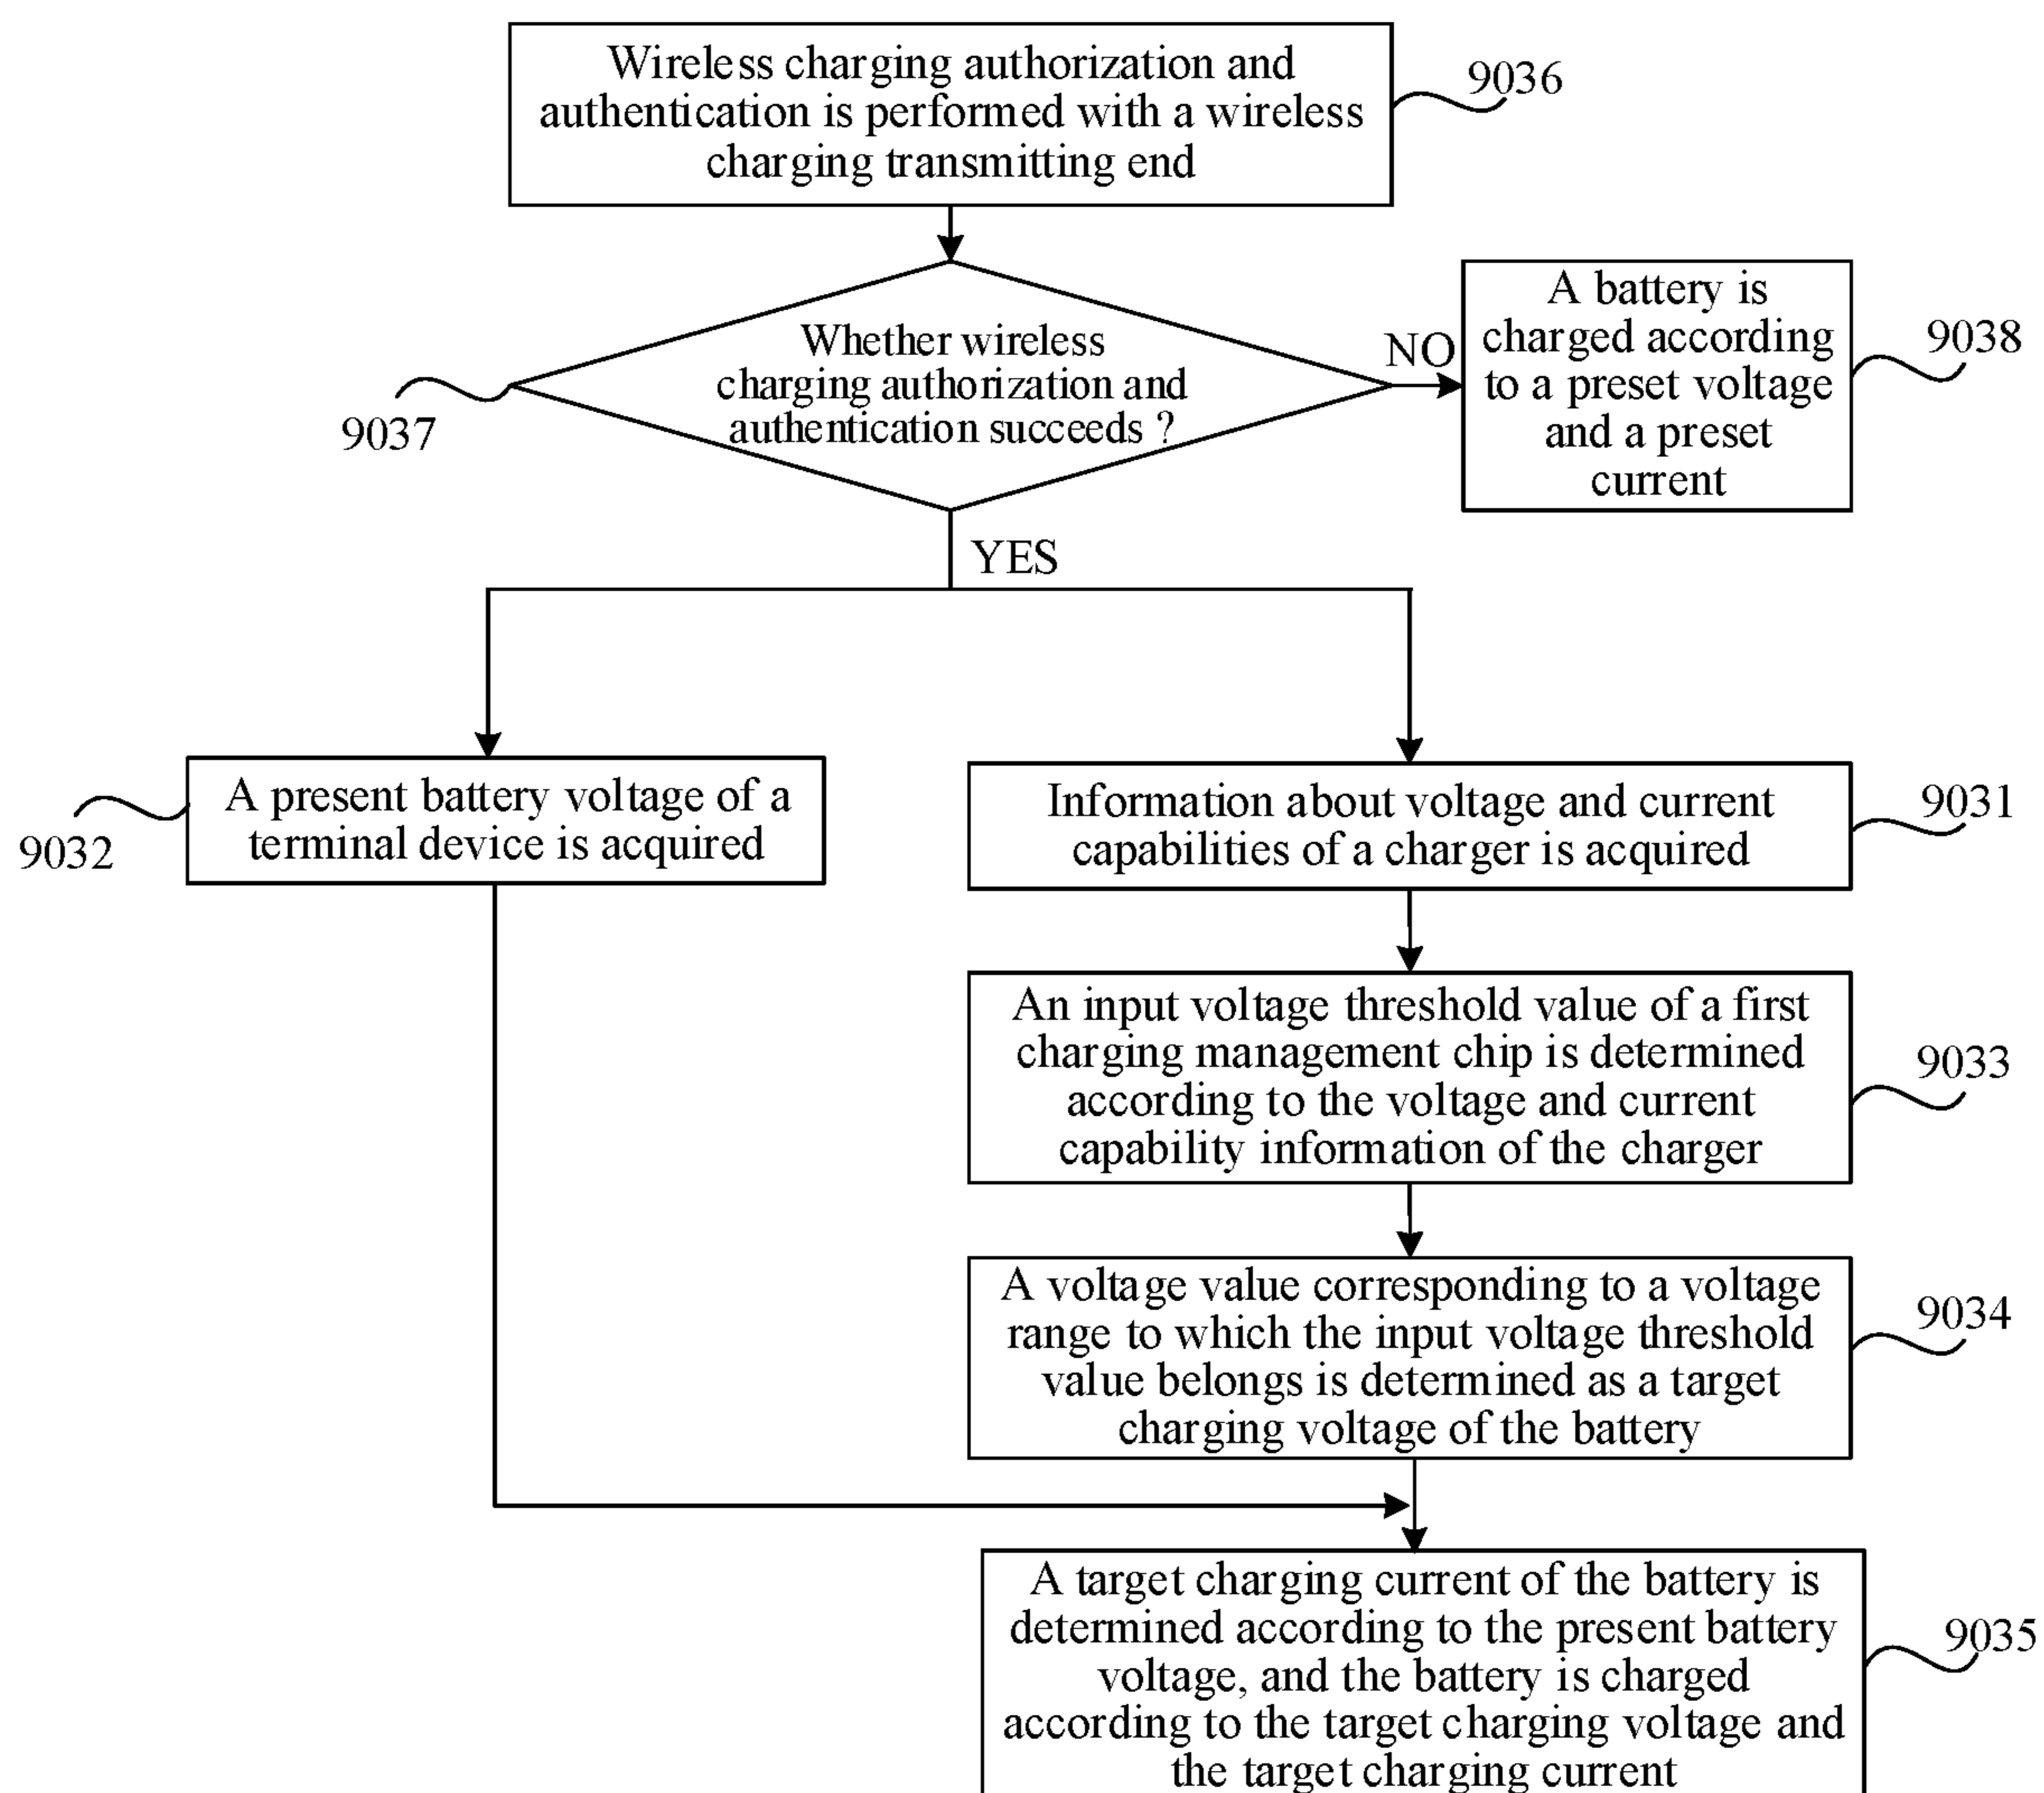 Wireless charging authorization and
authentication is performed with a wireless
charging transmitting end
9036
Whether wireless
charging authorization and
authentication succeeds ?
9037
NO
A battery is
charged according
to a preset voltage
and a preset
current
9038
YES
A present battery voltage of a
terminal device is acquired
9032
Information about voltage and current
capabilities of a charger is acquired
9031
An input voltage threshold value of a first
charging management chip is determined
according to the voltage and current
capability information of the charger
9033
A voltage value corresponding to a voltage
range to which the input voltage threshold
value belongs is determined as a target
charging voltage of the battery
9034
A target charging current of the battery is
determined according to the present battery
voltage, and the battery is charged
according to the target charging voltage and
the target charging current
9035